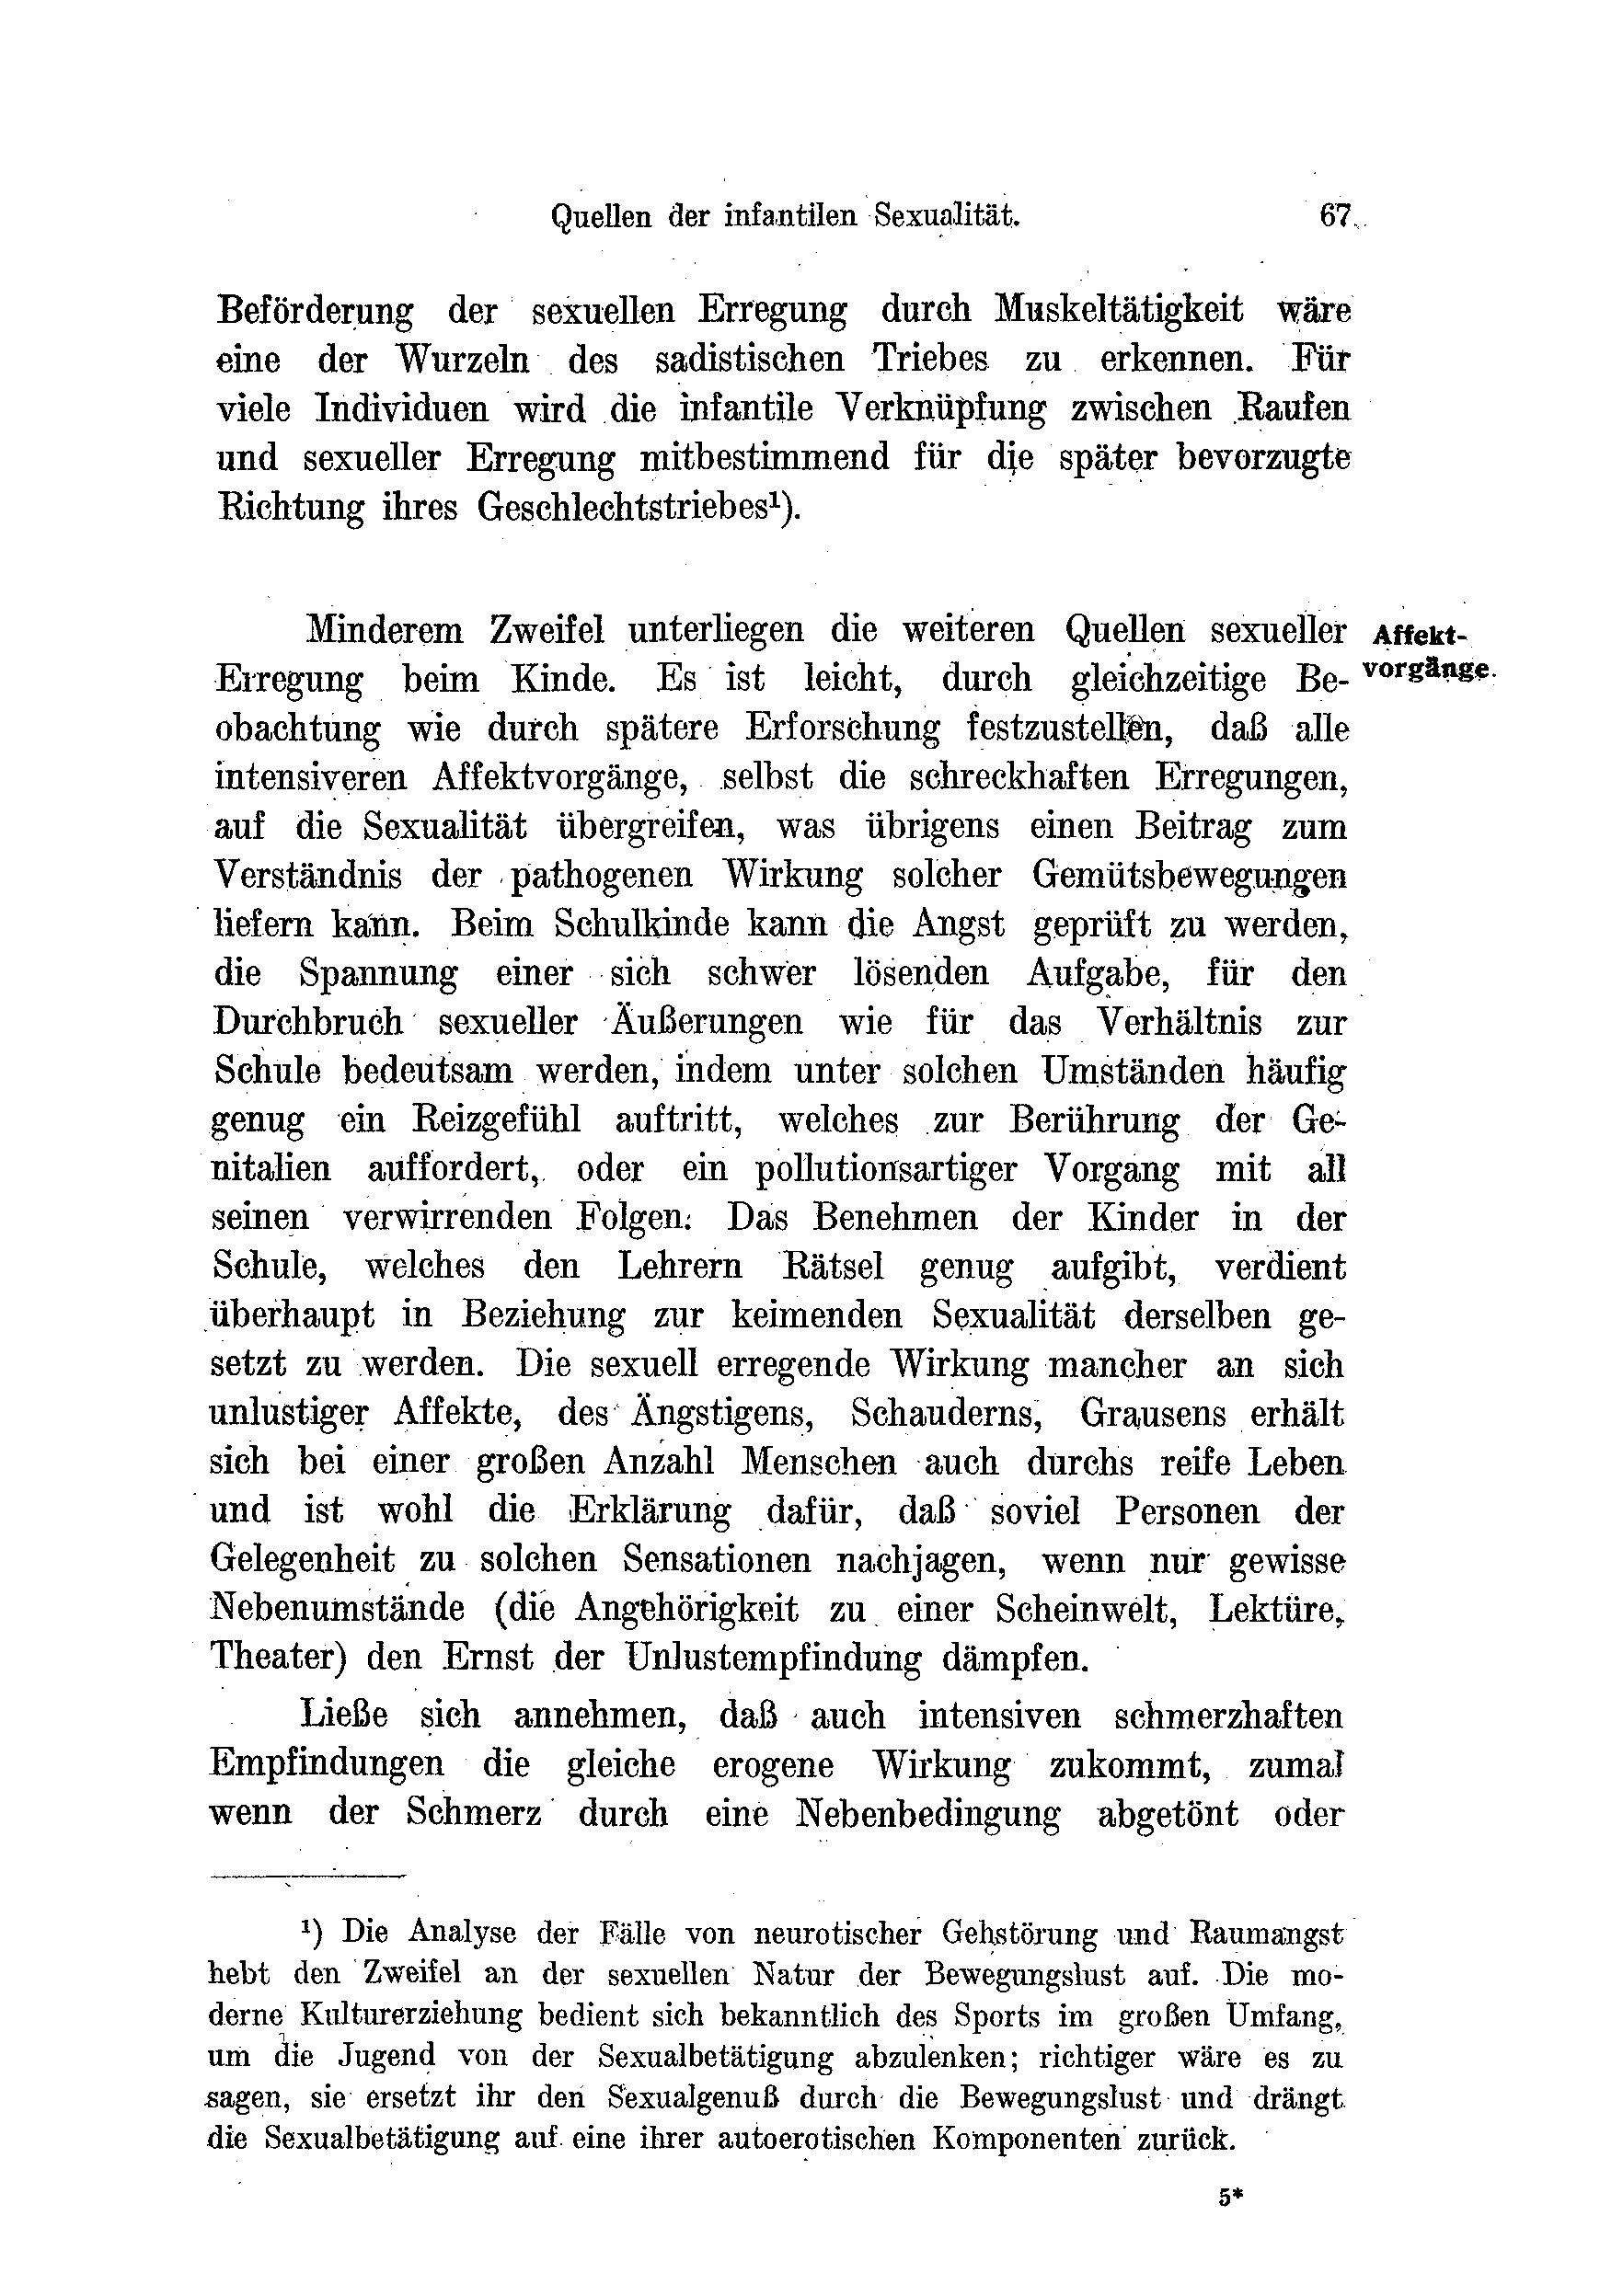 Quellen der infantilen Sexualität. 67
Beförderung der sexuellen Erregung durch Muskeltätigkeit wäre
eine der Wurzeln des sadistischen Triebes zu erkennen. Für
viele Individuen wird die infantile Verknüpfung zwischen Raufen
und sexueller Erregung mitbestimmend für die später bevorzugte
Richtung ihres Geschlechtstriebes¹).
Minderem Zweifel unterliegen die weiteren Quellen sexueller
Affekt-
vorgänge.
Erregung beim Kinde. Es ist leicht, durch gleichzeitige Be-
obachtung wie durch spätere Erforschung festzustellen, daß alle
intensiveren Affektvorgänge, selbst die schreckhaften Erregungen,
auf die Sexualität übergreifen, was übrigens einen Beitrag zum
Verständnis der pathogenen Wirkung solcher Gemütsbewegungen
liefern kann. Beim Schulkinde kann die Angst geprüft zu werden,
die Spannung einer sich schwer lösenden Aufgabe, für den
Durchbruch sexueller Äußerungen wie für das Verhältnis zur
Schule bedeutsam werden, indem unter solchen Umständen häufig
genug ein Reizgefühl auftritt, welches zur Berührung der Ge-
nitalien auffordert, oder ein pollutionsartiger Vorgang mit all
seinen verwirrenden Folgen. Das Benehmen der Kinder in der
Schule, welches den Lehrern Rätsel genug aufgibt, verdient
überhaupt in Beziehung zur keimenden Sexualität derselben ge-
setzt zu werden. Die sexuell erregende Wirkung mancher an sich
unlustiger Affekte, des Ängstigens, Schauderns, Grausens erhält
sich bei einer großen Anzahl Menschen auch durchs reife Leben
und ist wohl die Erklärung dafür, daß soviel Personen der
Gelegenheit zu solchen Sensationen nachjagen, wenn nur gewisse
Nebenumstände (die Angehörigkeit zu einer Scheinwelt, Lektüre,
Theater) den Ernst der Unlustempfindung dämpfen.
Ließe sich annehmen, daß auch intensiven schmerzhaften
Empfindungen die gleiche erogene Wirkung zukommt, zumal
wenn der Schmerz durch eine Nebenbedingung abgetönt oder
¹) Die Analyse der Fälle von neurotischer Gehstörung und Raumangst
hebt den Zweifel an der sexuellen Natur der Bewegungslust auf. Die mo-
derne Kulturerziehung bedient sich bekanntlich des Sports im großen Umfang,
um die Jugend von der Sexualbetätigung abzulenken; richtiger wäre es zu
sagen, sie ersetzt ihr den Sexualgenuß durch die Bewegungslust und drängt
die Sexualbetätigung auf eine ihrer autoerotischen Komponenten zurück.
5*